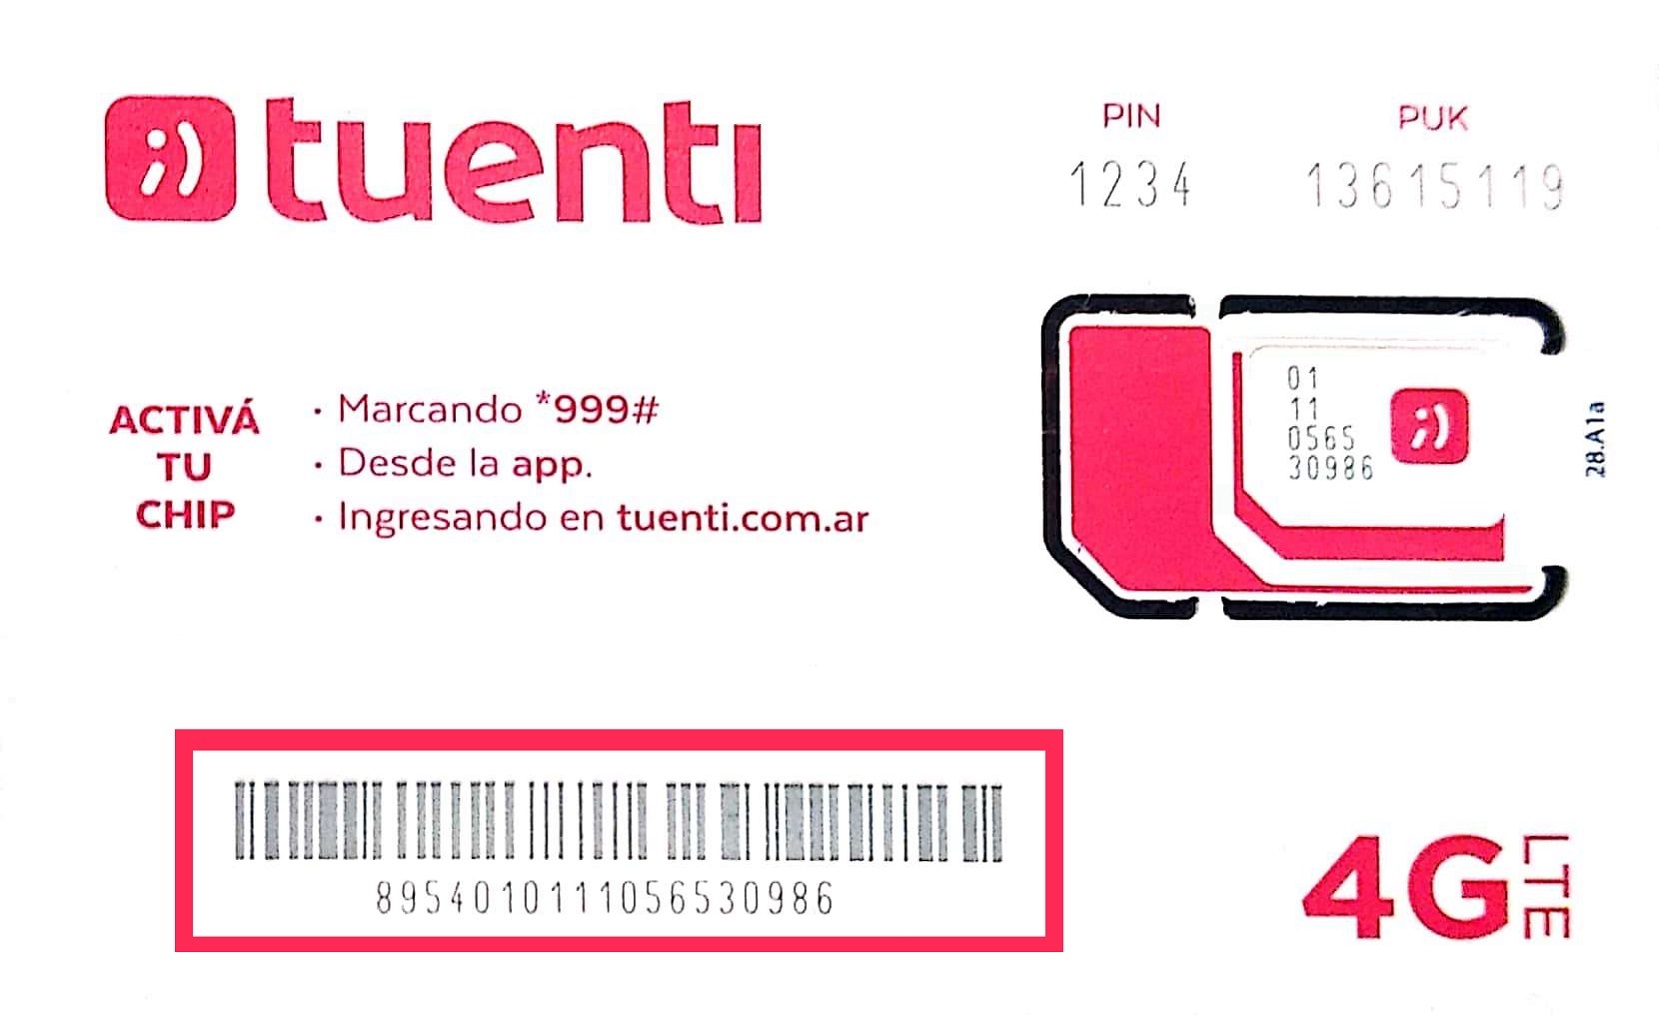 tuenti
PIN
1234
PUK
13615119
ACTIVÁ
TU
CHIP
· Marcando *999#
· Desde la app.
· Ingresando en tuenti.com.ar
01
11
0565
30986
28.A1a
8954010111056530986
4G LTE